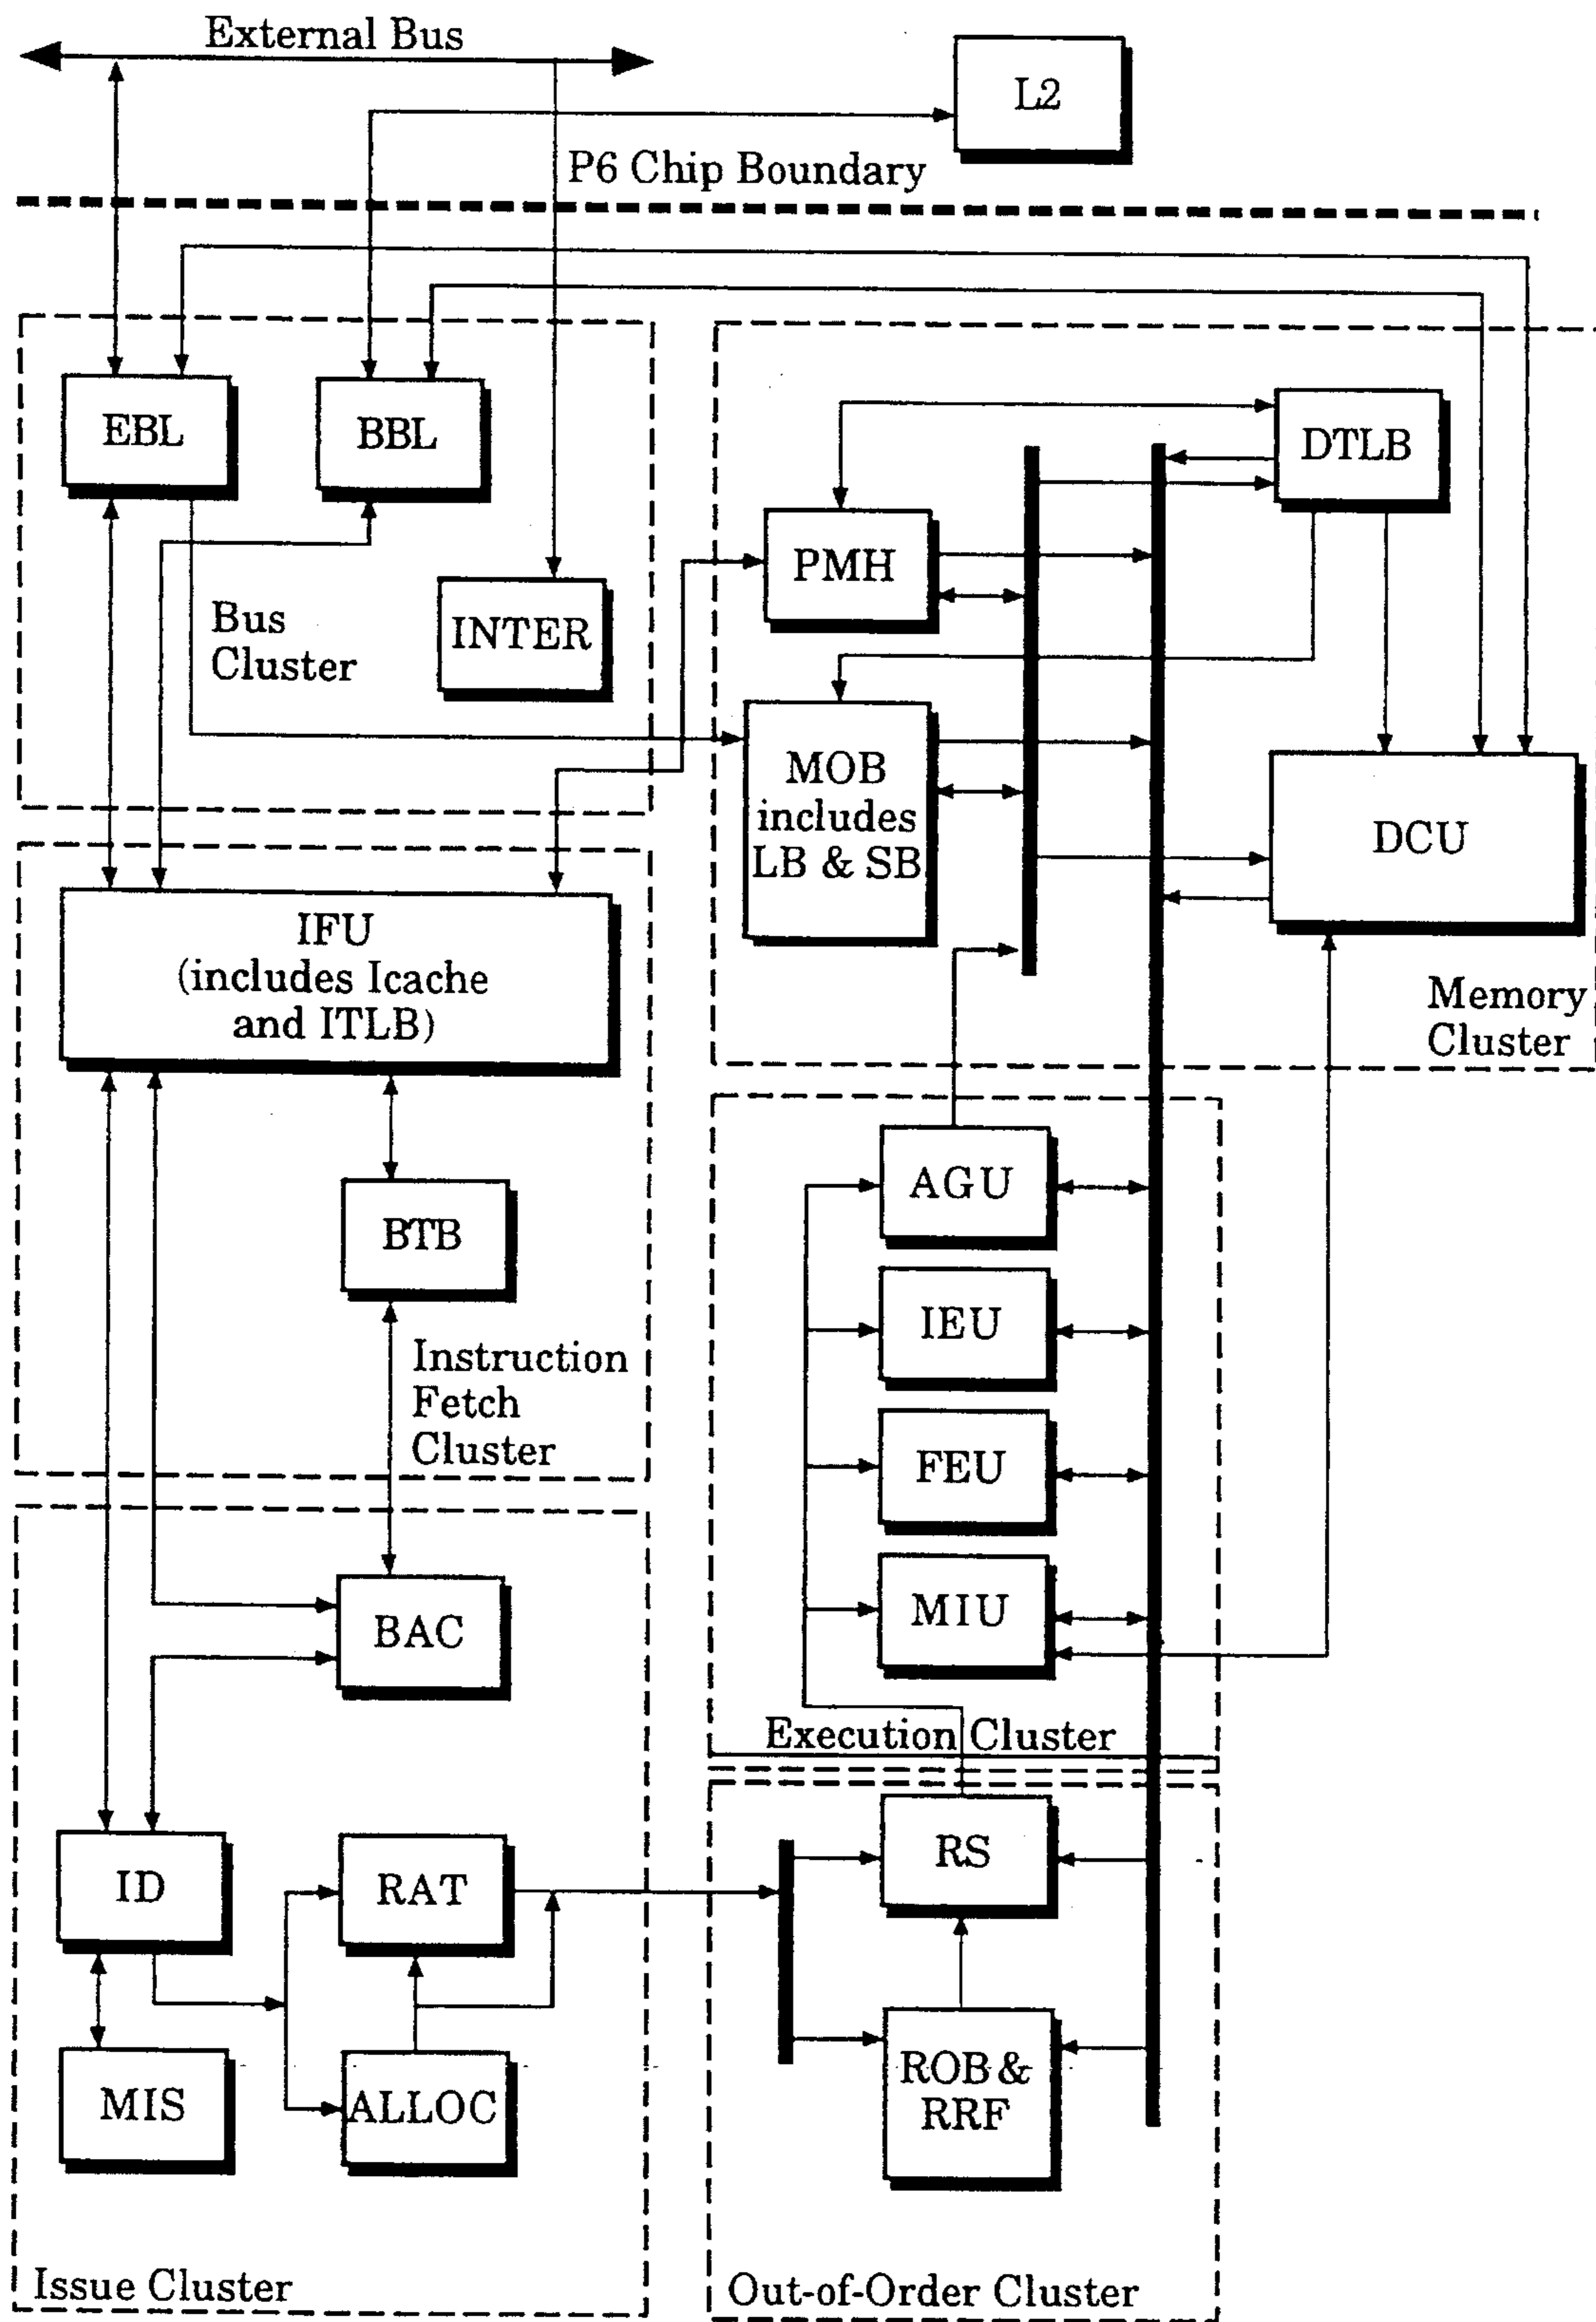 External Bus
L2
P6 Chip Boundary
EBL
BBL
DTLB
PMH
Bus
Cluster
INTER
MOB
includes
LB & SB
DCU
IFU
(includes Icache
and ITLB)
Memory
Cluster
AGU
BTB
IEU
Instruction
Fetch
Cluster
FEU
MIU
BAC
Execution Cluster
RS
ID
RAT
MIS
ALLOC
ROB &
RRF
Issue Cluster
Out-of-Order Cluster